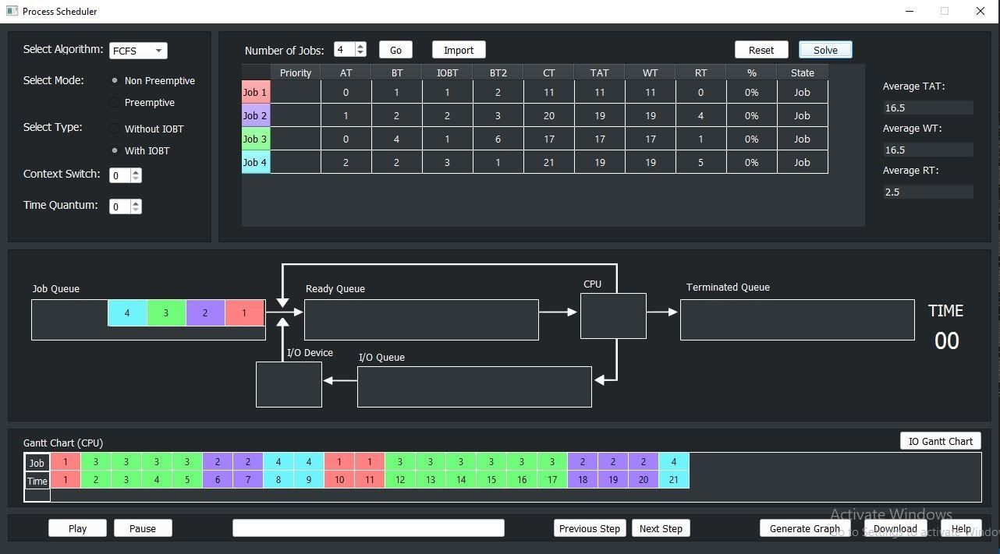 Process Scheduler
Select Algorithm: FCFS
Select Mode: Non Preemptive
Preemptive
Select Type: Without IOBT
With IOBT
Context Switch: 0
Time Quantum: 0
Number of Jobs: 4 Go Import Reset Solve
Priority AT BT IOBT BT2 CT TAT WT RT % State
Job 1 0 1 1 2 11 11 11 0 0% Job
Job 2 1 2 2 3 20 19 19 4 0% Job
Job 3 0 4 1 6 17 17 17 1 0% Job
Job 4 2 2 3 1 21 19 19 5 0% Job
Average TAT:
16.5
Average WT:
16.5
Average RT:
2.5
Job Queue Ready Queue CPU Terminated Queue
4 3 2 1
TIME
00
I/O Device I/O Queue
Gantt Chart (CPU) IO Gantt Chart
Job 1 3 3 3 3 2 2 4 4 1 1 3 3 3 3 3 3 2 2 2 4
Time 1 2 3 4 5 6 7 8 9 10 11 12 13 14 15 16 17 18 19 20 21
Activate Windows
Go to Settings to activate Windo
Play Pause Previous Step Next Step Generate Graph Download Help